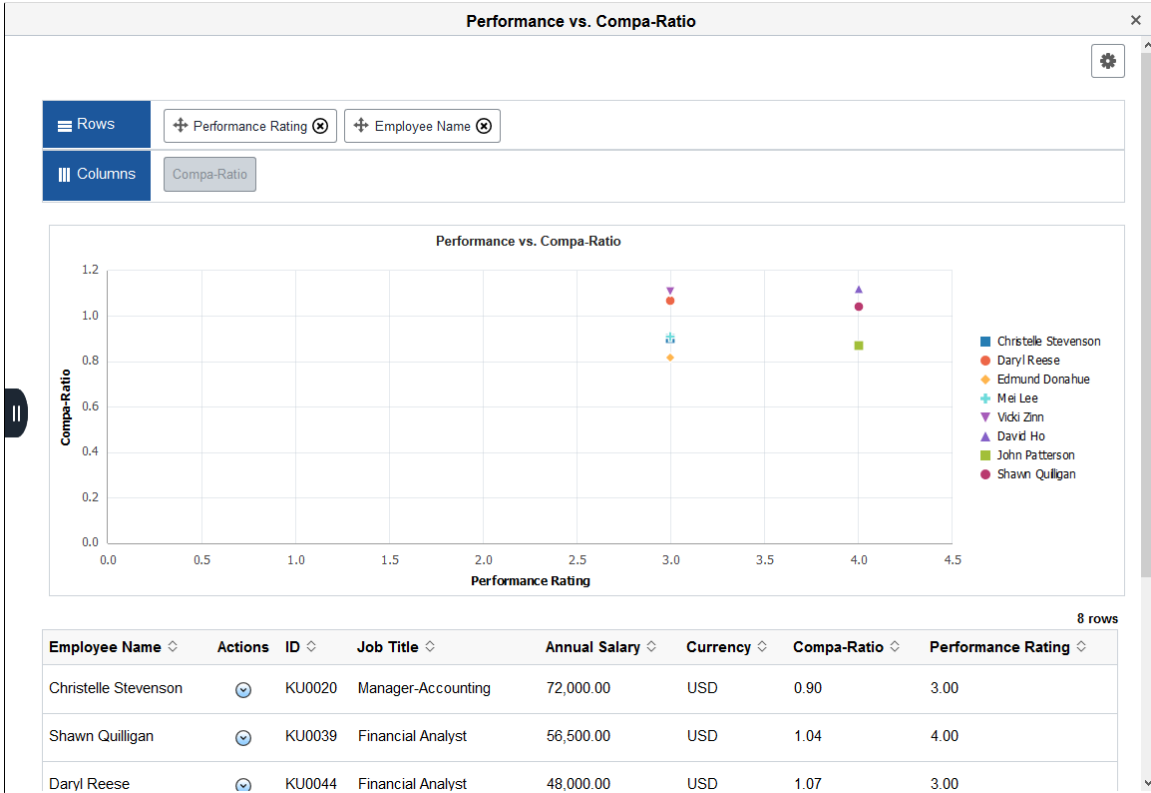 Performance vs. Compa-Ratio
Rows Performance Rating Employee Name
Columns Compa-Ratio
Performance vs. Compa-Ratio
1.2
1.0
0.8
0.6
0.4
0.2
0.0
Compa-Ratio
0.0 0.5 1.0 1.5 2.0 2.5 3.0 3.5 4.0 4.5
Performance Rating
Christelle Stevenson
Daryl Reese
Edmund Donahue
Mei Lee
Vicki Zinn
David Ho
John Patterson
Shawn Quilligan
8 rows
Employee Name Actions ID Job Title Annual Salary Currency Compa-Ratio Performance Rating
Christelle Stevenson KU0020 Manager-Accounting 72,000.00 USD 0.90 3.00
Shawn Quilligan KU0039 Financial Analyst 56,500.00 USD 1.04 4.00
Daryl Reese KU0044 Financial Analyst 48,000.00 USD 1.07 3.00